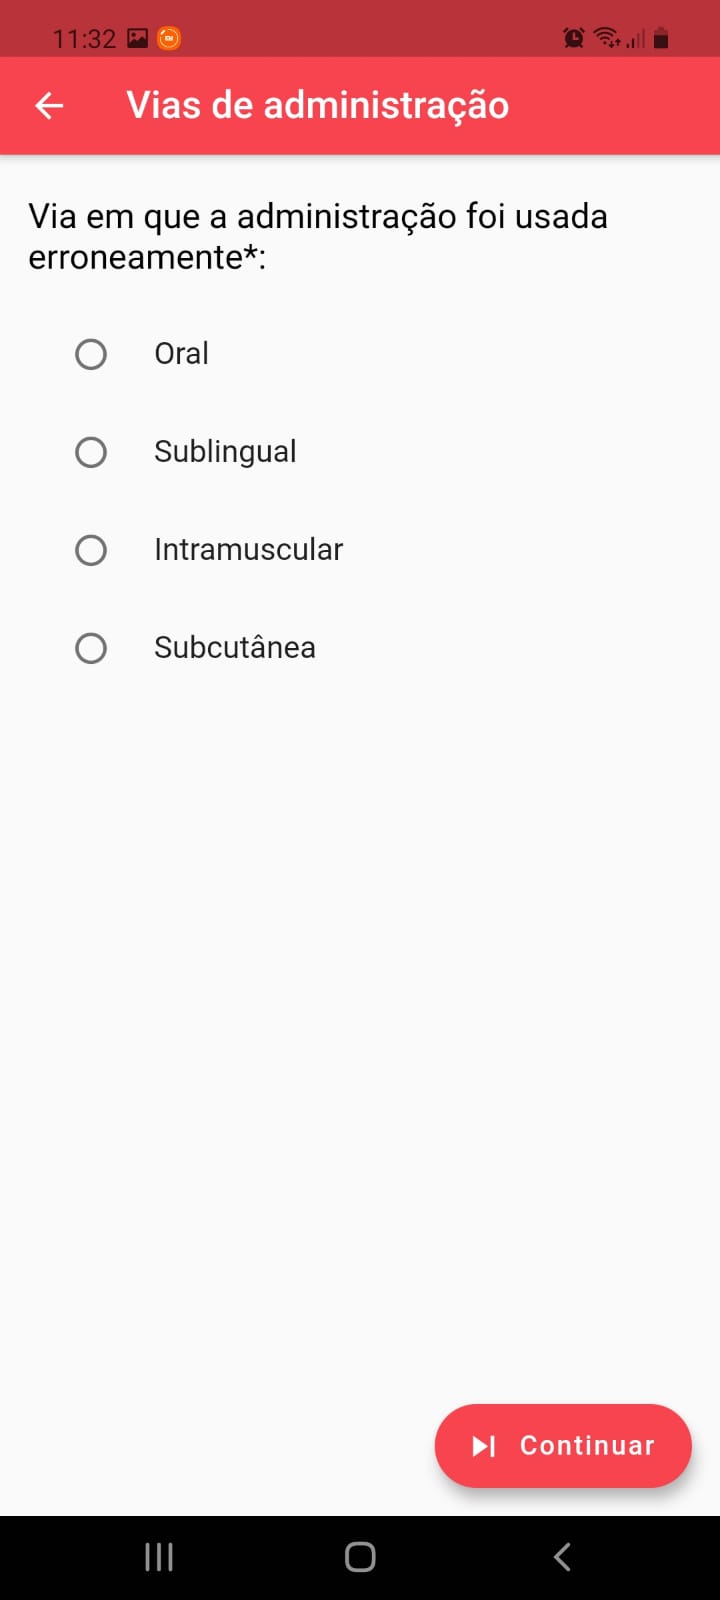 11:32
Vias de administração
Via em que a administração foi usada
erroneamente*:
Oral
Sublingual
Intramuscular
Subcutânea
Continuar